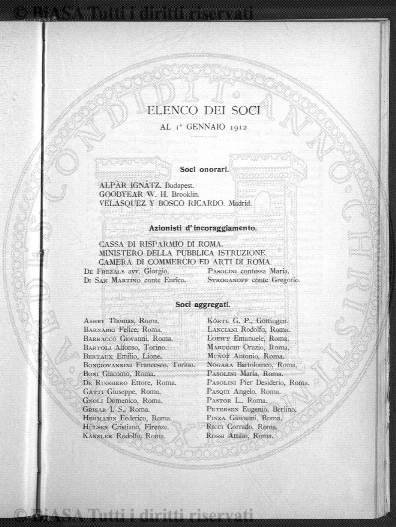 © BiASA Tutti i diritti riservati
ELENCO DEI SOCI
AL 1° GENNAIO 1912
Soci onorari.
ALPÀR IGNÀTZ. Budapest.
GOODYEAR W. H. Brooklin.
VELASQUEZ Y BOSCO RICARDO. Madrid.
Azionisti d'incoraggiamento.
CASSA DI RISPARMIO DI ROMA.
MINISTERO DELLA PUBBLICA ISTRUZIONE.
CAMERA DI COMMERCIO ED ARTI DI ROMA
DE FREZALS avv. Giorgio.
DI SAN MARTINO conte Enrico.
PASOLINI contessa Maria.
STROGANOFF conte Gregorio.
Soci aggregati.
ASHBY Thomas, Roma.
BARNABEI Felice, Roma.
BARRACCO Giovanni, Roma.
BARTOLI Alfonso, Torino.
BERTAUX Emilio, Lione.
BONGIOVANNINI Francesco, Torino.
BONI Giacomo, Roma.
DE RUGGIERO Ettore, Roma.
GATTI Giuseppe, Roma.
GNOLI Domenico, Roma.
GRISAR I. S., Roma.
HERMANIN Federico, Roma.
HÜLSEN Cristiano, Firenze.
KANZLER Rodolfo, Roma.
KÖRTE G. P., Göttingen.
LANCIANI Rodolfo, Roma.
LOEWY Emanuele, Roma.
MARUCCHI Orazio, Roma.
MUÑOZ Antonio, Roma.
NOGARA Bartolomeo, Roma.
PASOLINI Maria, Roma.
PASOLINI Pier Desiderio, Roma.
PASQUI Angelo, Roma.
PASTOR L., Roma.
PETERSEN Eugenio, Berlino.
PINZA Giovanni, Roma.
RICCI Corrado, Roma.
ROSSI Attilio, Roma.
© BiASA Tutti i diritti riservati